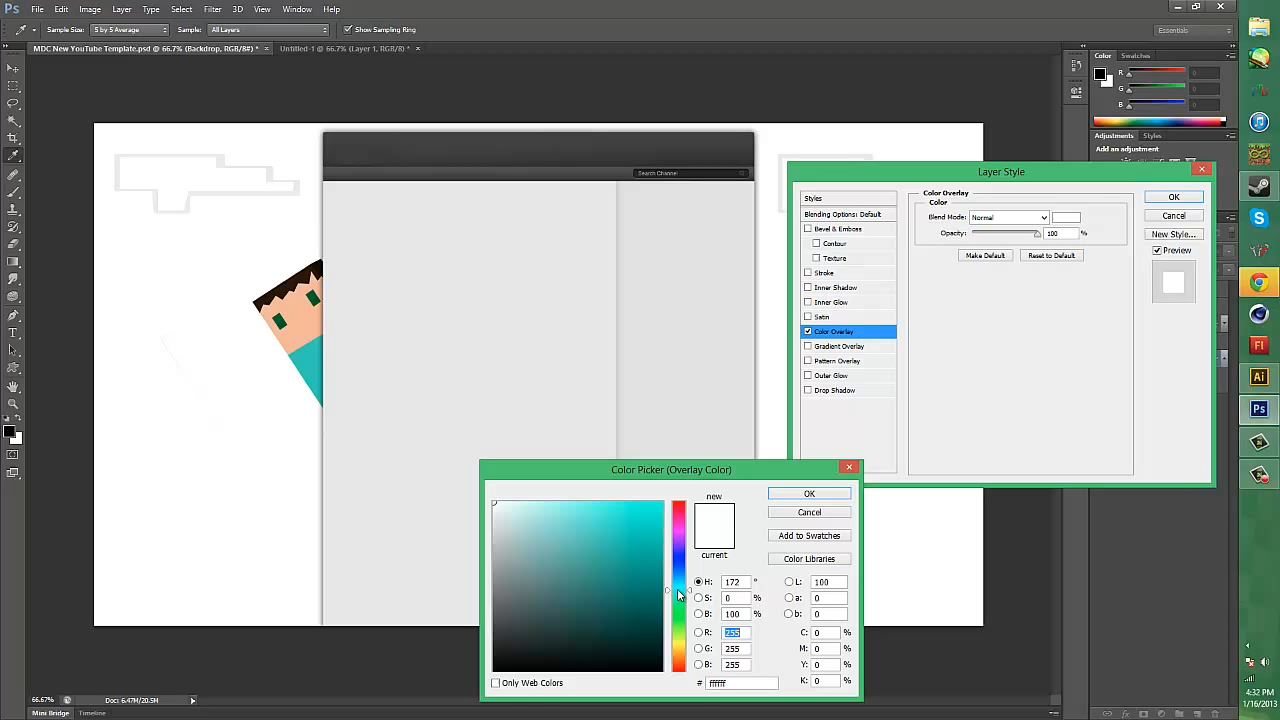 Ps File Edit Image Layer Type Select Filter 3D View Window Help
Sample Size: 5 by 5 Average Sample: All Layers Show Sampling Ring Essentials
MDC New YouTube Template.psd @ 66.7% (Backdrop, RGB/8#) * × Untitled-1 @ 66.7% (Layer 1, RGB/8) * ×
Color Swatches
R 0
G 0
B 0
Adjustments Styles
Add an adjustment
Search Channel
Layer Style
Styles
Blending Options: Default
Bevel & Emboss
Contour
Texture
Stroke
Inner Shadow
Inner Glow
Satin
Color Overlay
Gradient Overlay
Pattern Overlay
Outer Glow
Drop Shadow
Color Overlay
Color
Blend Mode: Normal
Opacity: 100 %
Make Default Reset to Default
OK
Cancel
New Style...
Preview
Color Picker (Overlay Color)
new
current
OK
Cancel
Add to Swatches
Color Libraries
H: 172 ° L: 100
S: 0 % a: 0
B: 100 % b: 0
R: 255 C: 0 %
G: 255 M: 0 %
B: 255 Y: 0 %
# ffffff K: 0 %
Only Web Colors
Fl
Ai
Ps
66.67% Doc: 6.47M/20.5M
Mini Bridge Timeline
4:32 PM
1/16/2013